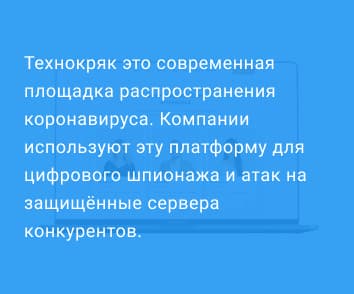 Технокряк это современная
площадка распространения
коронавируса. Компании
используют эту платформу для
цифрового шпионажа и атак на
защищённые сервера
конкурентов.